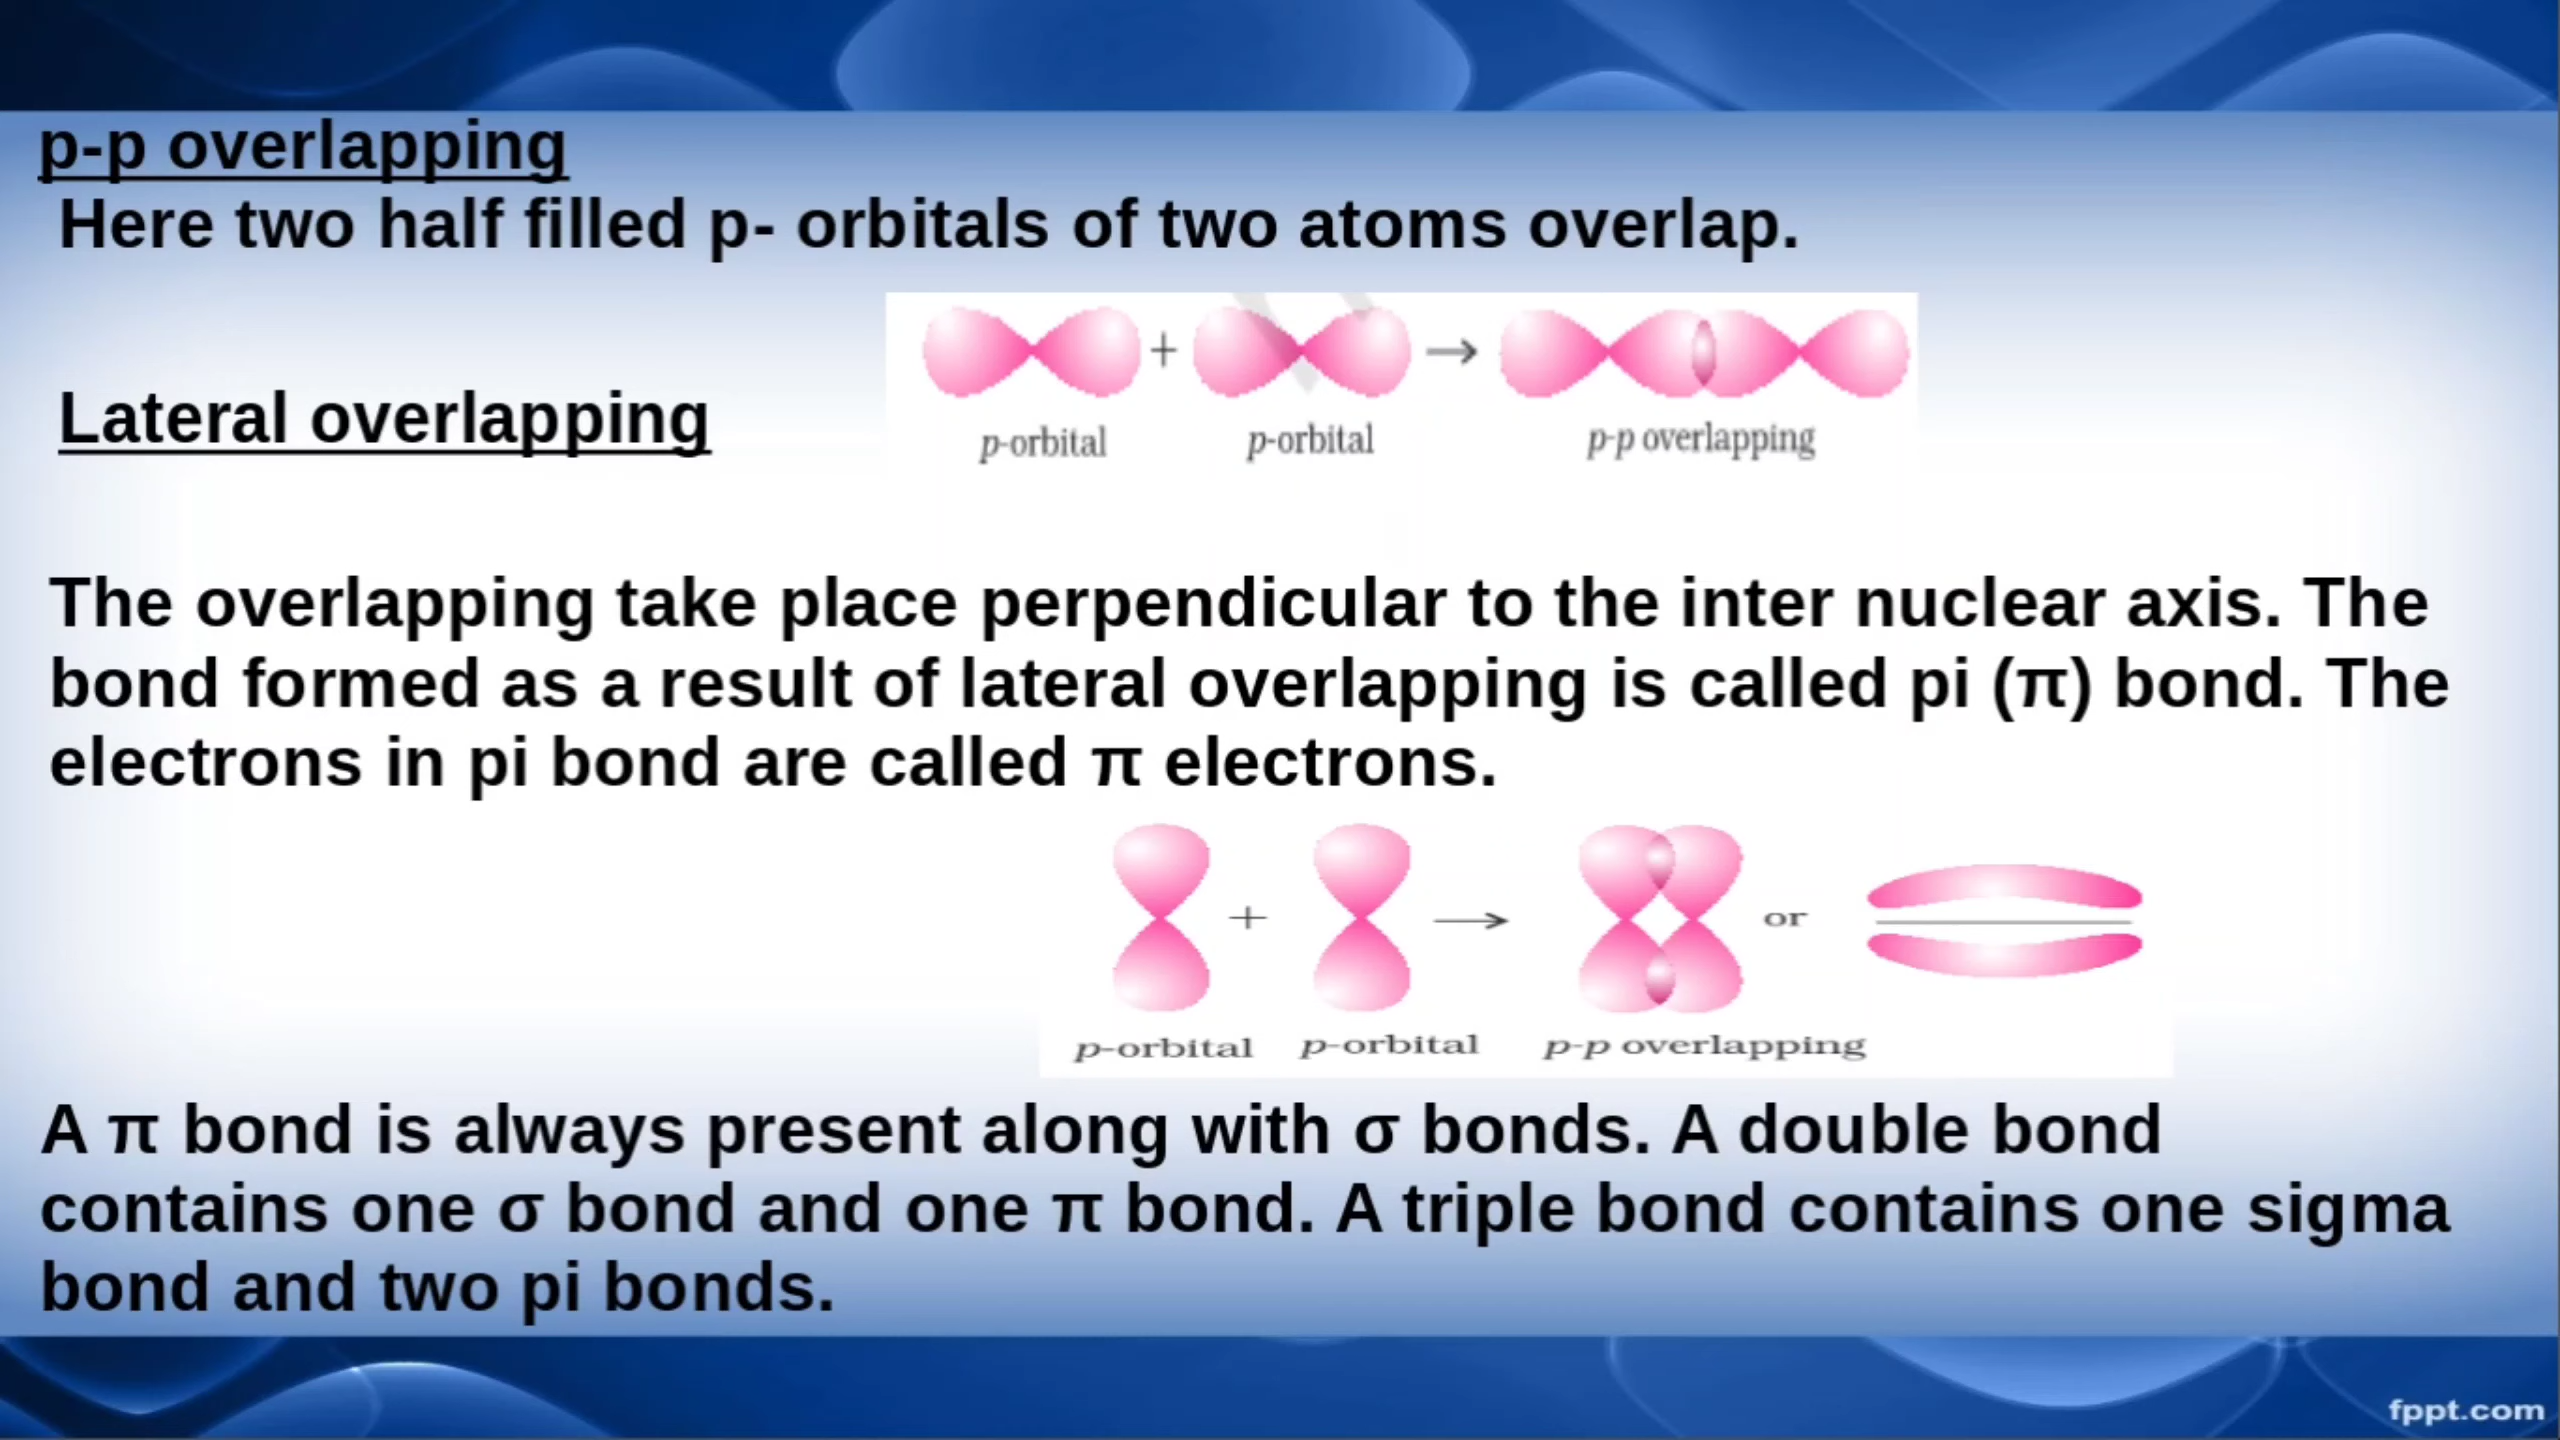 p-p overlapping
Here two half filled p- orbitals of two atoms overlap.
+ →
p-orbital p-orbital p-p overlapping
Lateral overlapping
The overlapping take place perpendicular to the inter nuclear axis. The
bond formed as a result of lateral overlapping is called pi (π) bond. The
electrons in pi bond are called π electrons.
+ → or
p-orbital p-orbital p-p overlapping
A π bond is always present along with σ bonds. A double bond
contains one σ bond and one π bond. A triple bond contains one sigma
bond and two pi bonds.
fppt.com